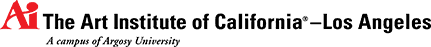 Ai The Art Institute of California®–Los Angeles
A campus of Argosy University